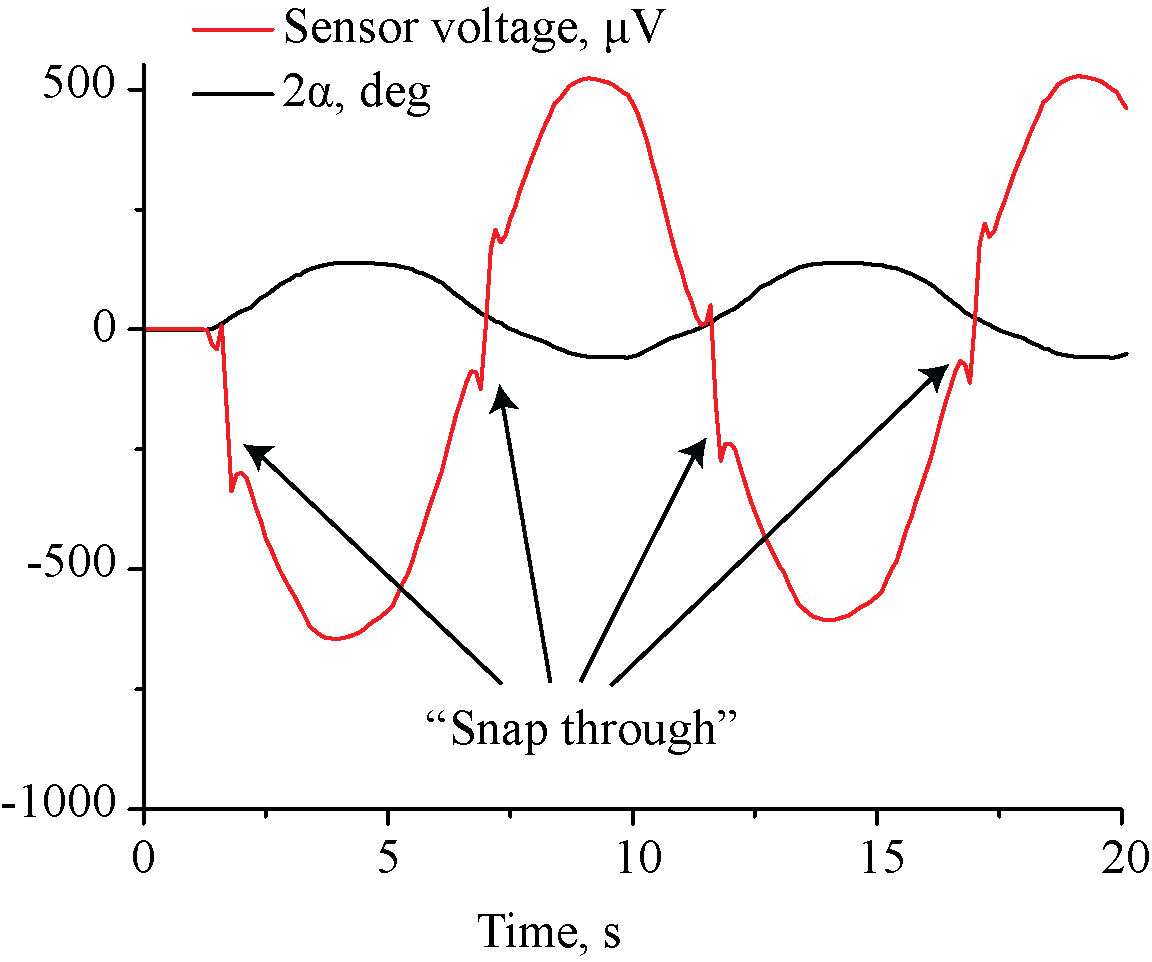 Sensor voltage, μV
2α, deg
500
0
-500
-1000
“Snap through”
0 5 10 15 20
Time, s